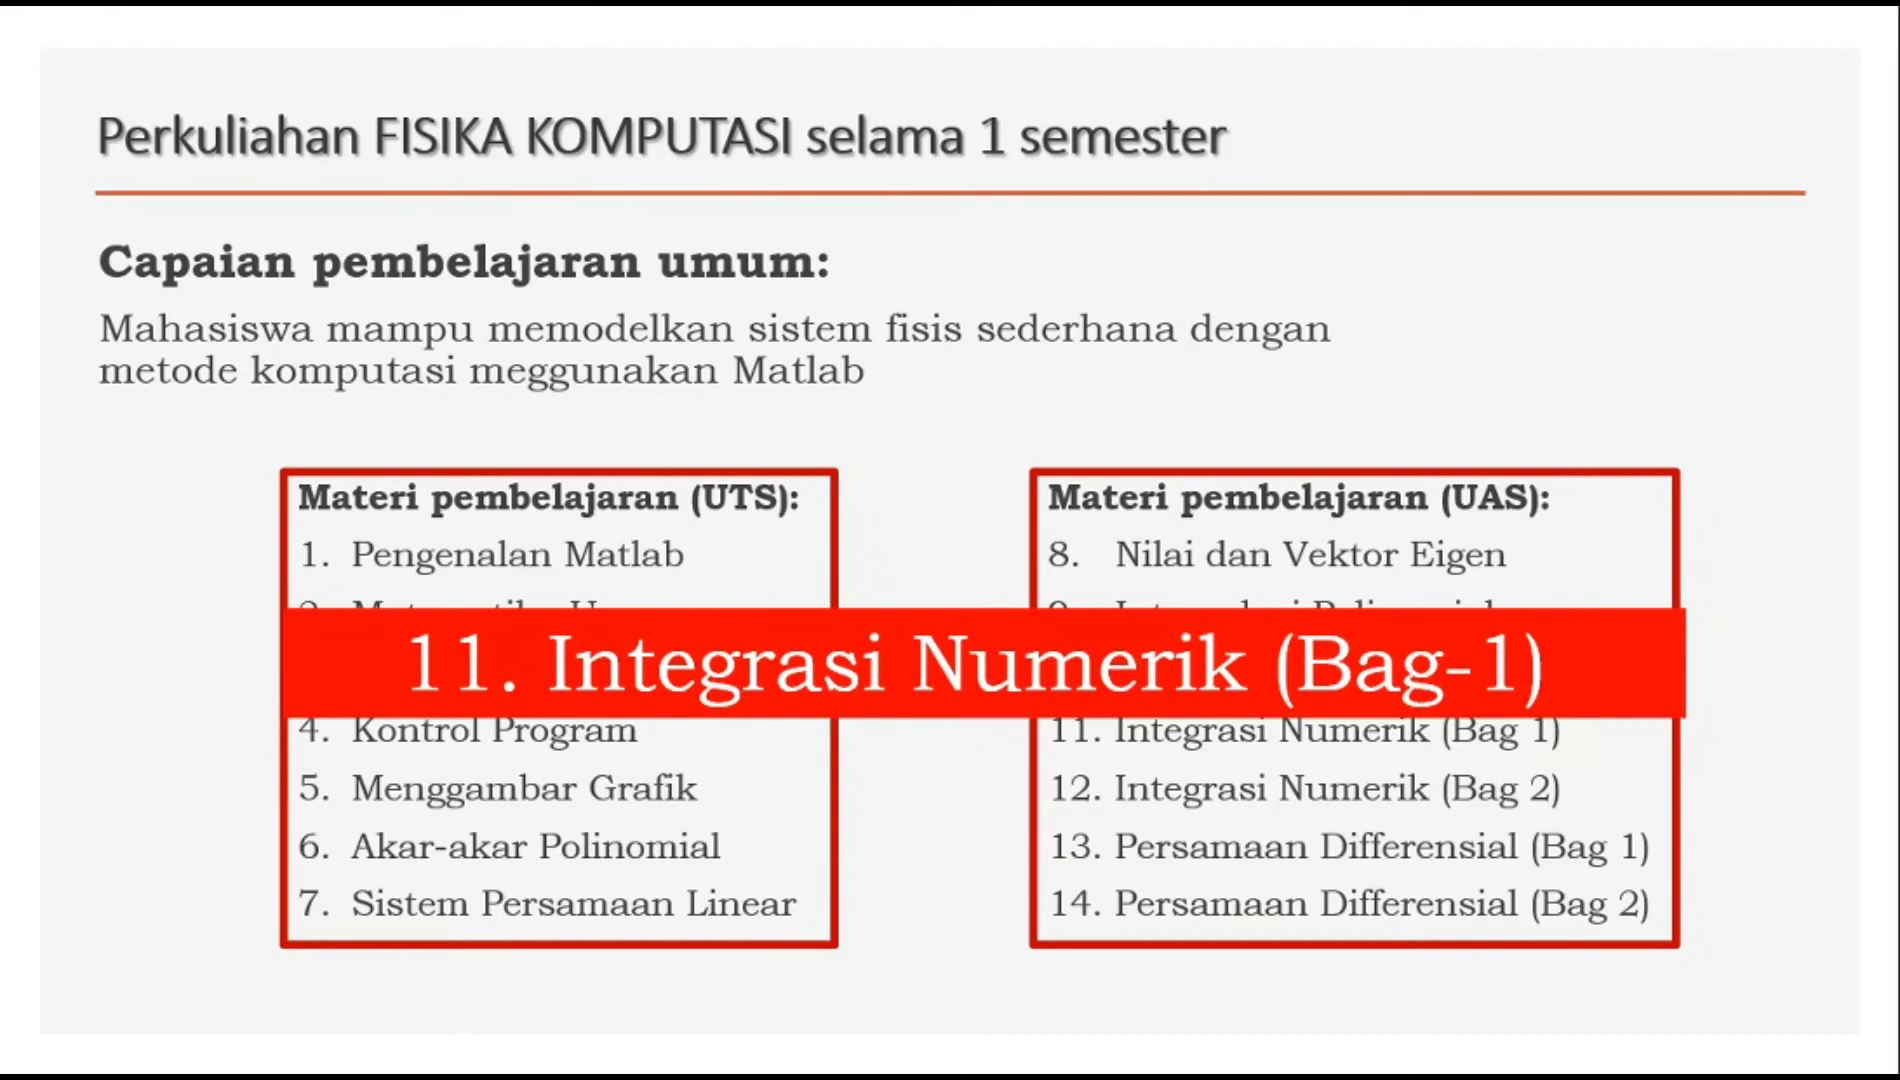 Perkuliahan FISIKA KOMPUTASI selama 1 semester
Capaian pembelajaran umum:
Mahasiswa mampu memodelkan sistem fisis sederhana dengan
metode komputasi meggunakan Matlab
Materi pembelajaran (UTS):
1. Pengenalan Matlab
4. Kontrol Program
5. Menggambar Grafik
6. Akar-akar Polinomial
7. Sistem Persamaan Linear
Materi pembelajaran (UAS):
8. Nilai dan Vektor Eigen
11. Integrasi Numerik (Bag-1)
11. Integrasi Numerik (Bag 1)
12. Integrasi Numerik (Bag 2)
13. Persamaan Differensial (Bag 1)
14. Persamaan Differensial (Bag 2)